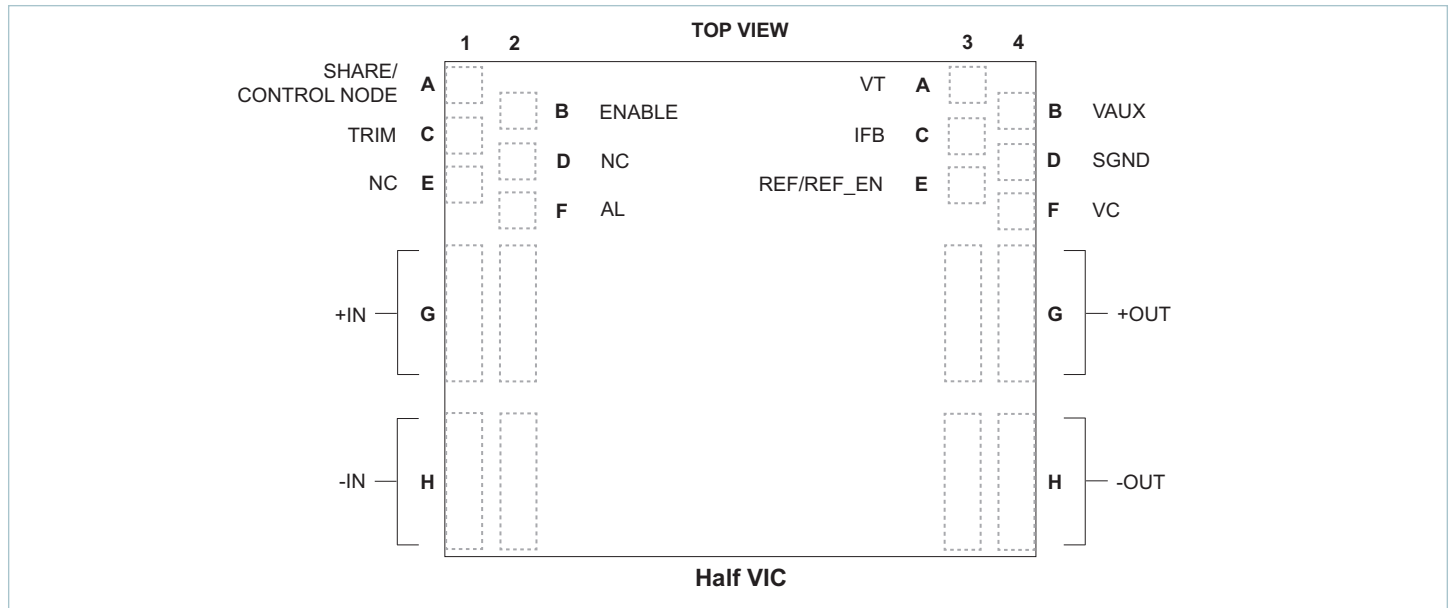 TOP VIEW
1 2 3 4
SHARE/
CONTROL NODE A
VT A
B ENABLE
B VAUX
TRIM C
IFB C
D NC
D SGND
NC E
REF/REF_EN E
F AL
F VC
+IN G
G +OUT
-IN H
H -OUT
Half VIC